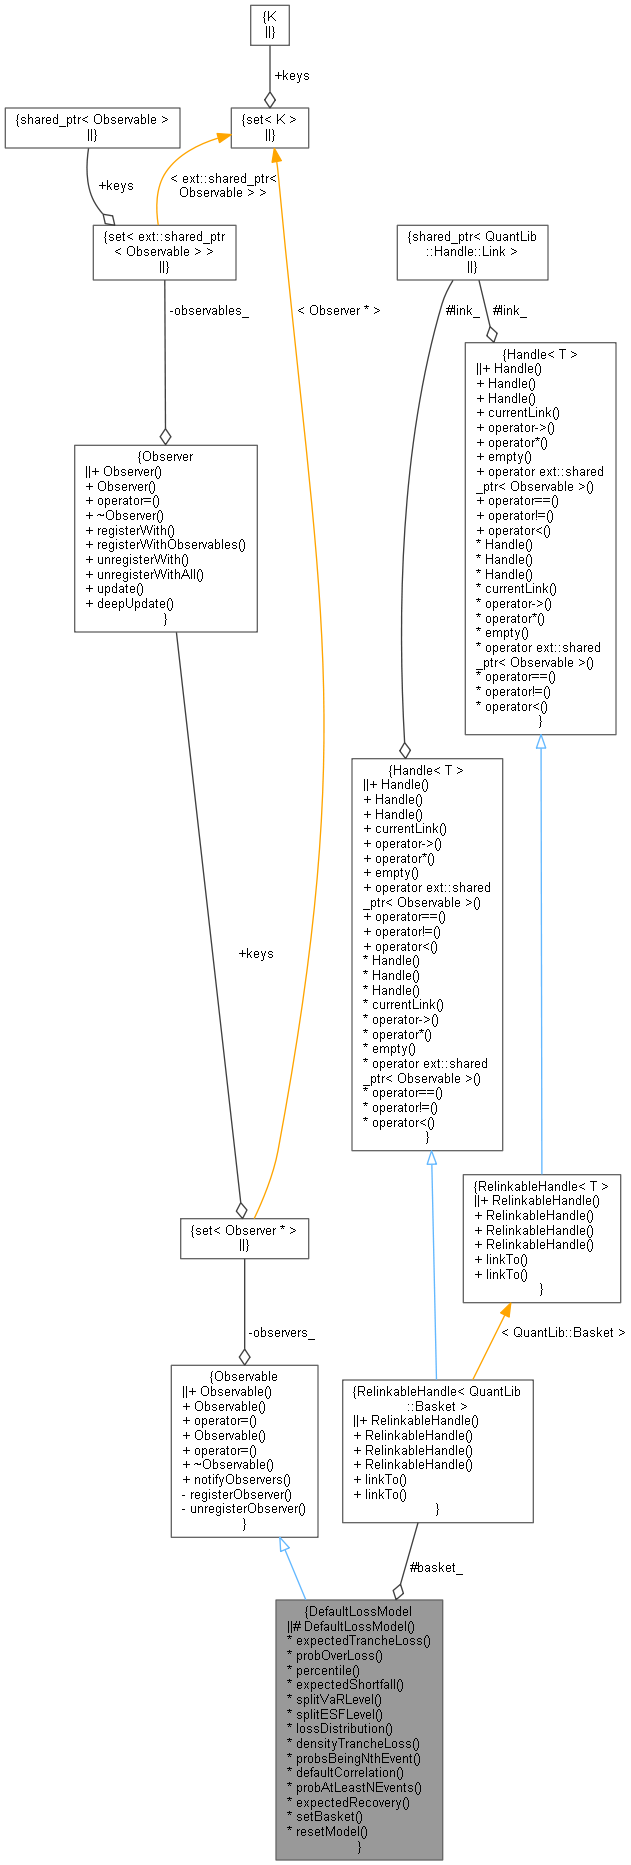 {K
||}
+keys
{shared_ptr< Observable >
||}
{set< K >
||}
+keys
< ext::shared_ptr<
Observable > >
{set< ext::shared_ptr
< Observable > >
||}
{shared_ptr< QuantLib
::Handle::Link >
||}
-observables_
< Observer * >
#link_
#link_
{Handle< T >
||+ Handle()
+ Handle()
+ Handle()
+ currentLink()
+ operator->()
+ operator*()
+ empty()
+ operator ext::shared
_ptr< Observable >()
+ operator==()
+ operator!=()
+ operator<()
* Handle()
* Handle()
* Handle()
* currentLink()
* operator->()
* operator*()
* empty()
* operator ext::shared
_ptr< Observable >()
* operator==()
* operator!=()
* operator<()
}
{Observer
||+ Observer()
+ Observer()
+ operator=()
+ ~Observer()
+ registerWith()
+ registerWithObservables()
+ unregisterWith()
+ unregisterWithAll()
+ update()
+ deepUpdate()
}
{Handle< T >
||+ Handle()
+ Handle()
+ Handle()
+ currentLink()
+ operator->()
+ operator*()
+ empty()
+ operator ext::shared
_ptr< Observable >()
+ operator==()
+ operator!=()
+ operator<()
* Handle()
* Handle()
* Handle()
* currentLink()
* operator->()
* operator*()
* empty()
* operator ext::shared
_ptr< Observable >()
* operator==()
* operator!=()
* operator<()
}
+keys
{RelinkableHandle< T >
||+ RelinkableHandle()
+ RelinkableHandle()
+ RelinkableHandle()
+ RelinkableHandle()
+ linkTo()
+ linkTo()
}
{set< Observer * >
||}
-observers_
< QuantLib::Basket >
{Observable
||+ Observable()
+ Observable()
+ operator=()
+ Observable()
+ operator=()
+ ~Observable()
+ notifyObservers()
- registerObserver()
- unregisterObserver()
}
{RelinkableHandle< QuantLib
::Basket >
||+ RelinkableHandle()
+ RelinkableHandle()
+ RelinkableHandle()
+ RelinkableHandle()
+ linkTo()
+ linkTo()
}
#basket_
{DefaultLossModel
||# DefaultLossModel()
* expectedTrancheLoss()
* probOverLoss()
* percentile()
* expectedShortfall()
* splitVaRLevel()
* splitESFLevel()
* lossDistribution()
* densityTrancheLoss()
* probsBeingNthEvent()
* defaultCorrelation()
* probAtLeastNEvents()
* expectedRecovery()
* setBasket()
* resetModel()
}